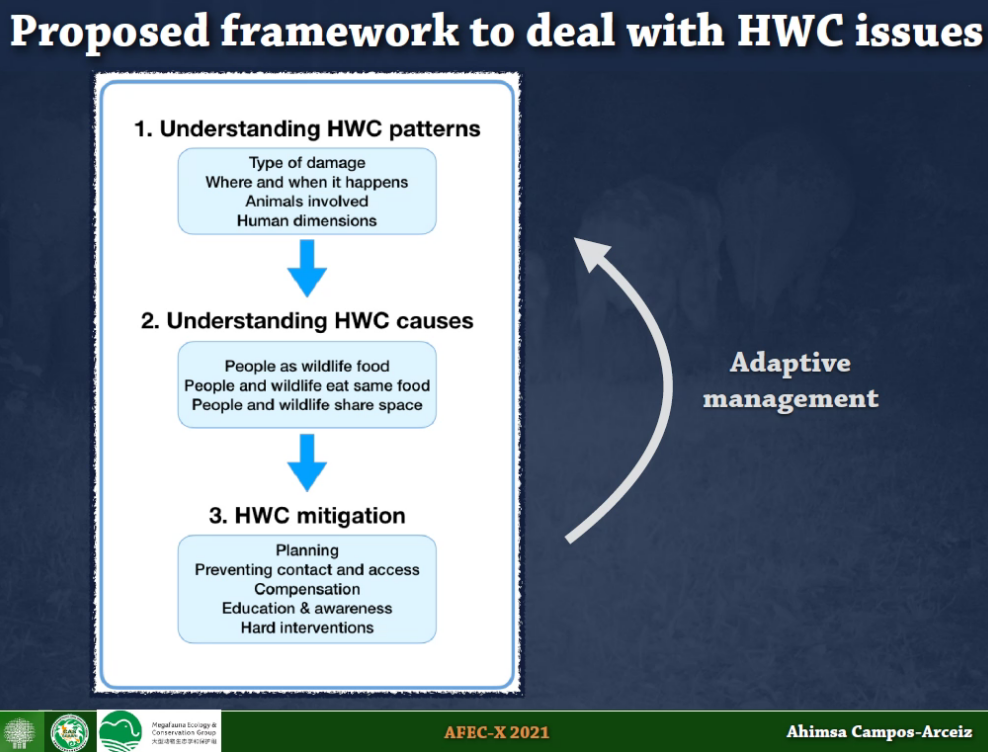 Proposed framework to deal with HWC issues
1. Understanding HWC patterns
Type of damage
Where and when it happens
Animals involved
Human dimensions
2. Understanding HWC causes
People as wildlife food
People and wildlife eat same food
People and wildlife share space
3. HWC mitigation
Planning
Preventing contact and access
Compensation
Education & awareness
Hard interventions
Adaptive
management
Megafauna Ecology &
Conservation Group
AFEC-X 2021
Ahimsa Campos-Arceiz